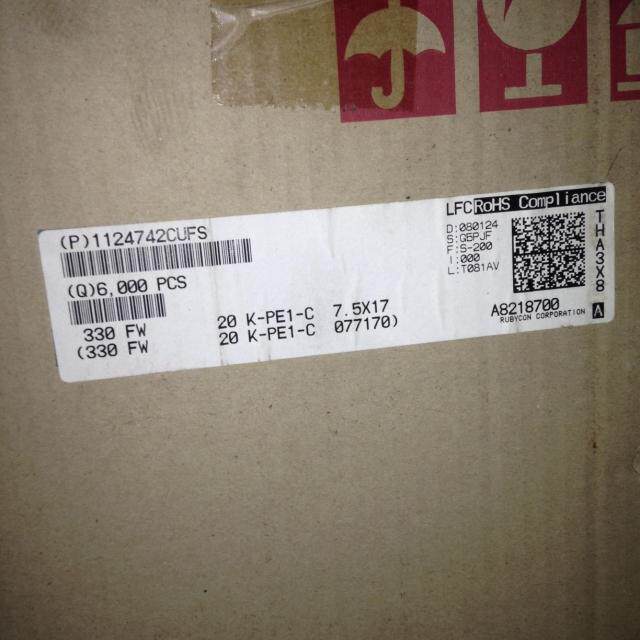 (P)1124742CUFS
(Q)6,000 PCS
330 FW 20 K-PE1-C 7.5X17
(330 FW 20 K-PE1-C 077170)
LFC RoHS Compliance
D:080124
S:G5PJF
F:S-200
I:000
L:T081AV
A8218700
RUBYCON CORPORATION
THA3X8 A